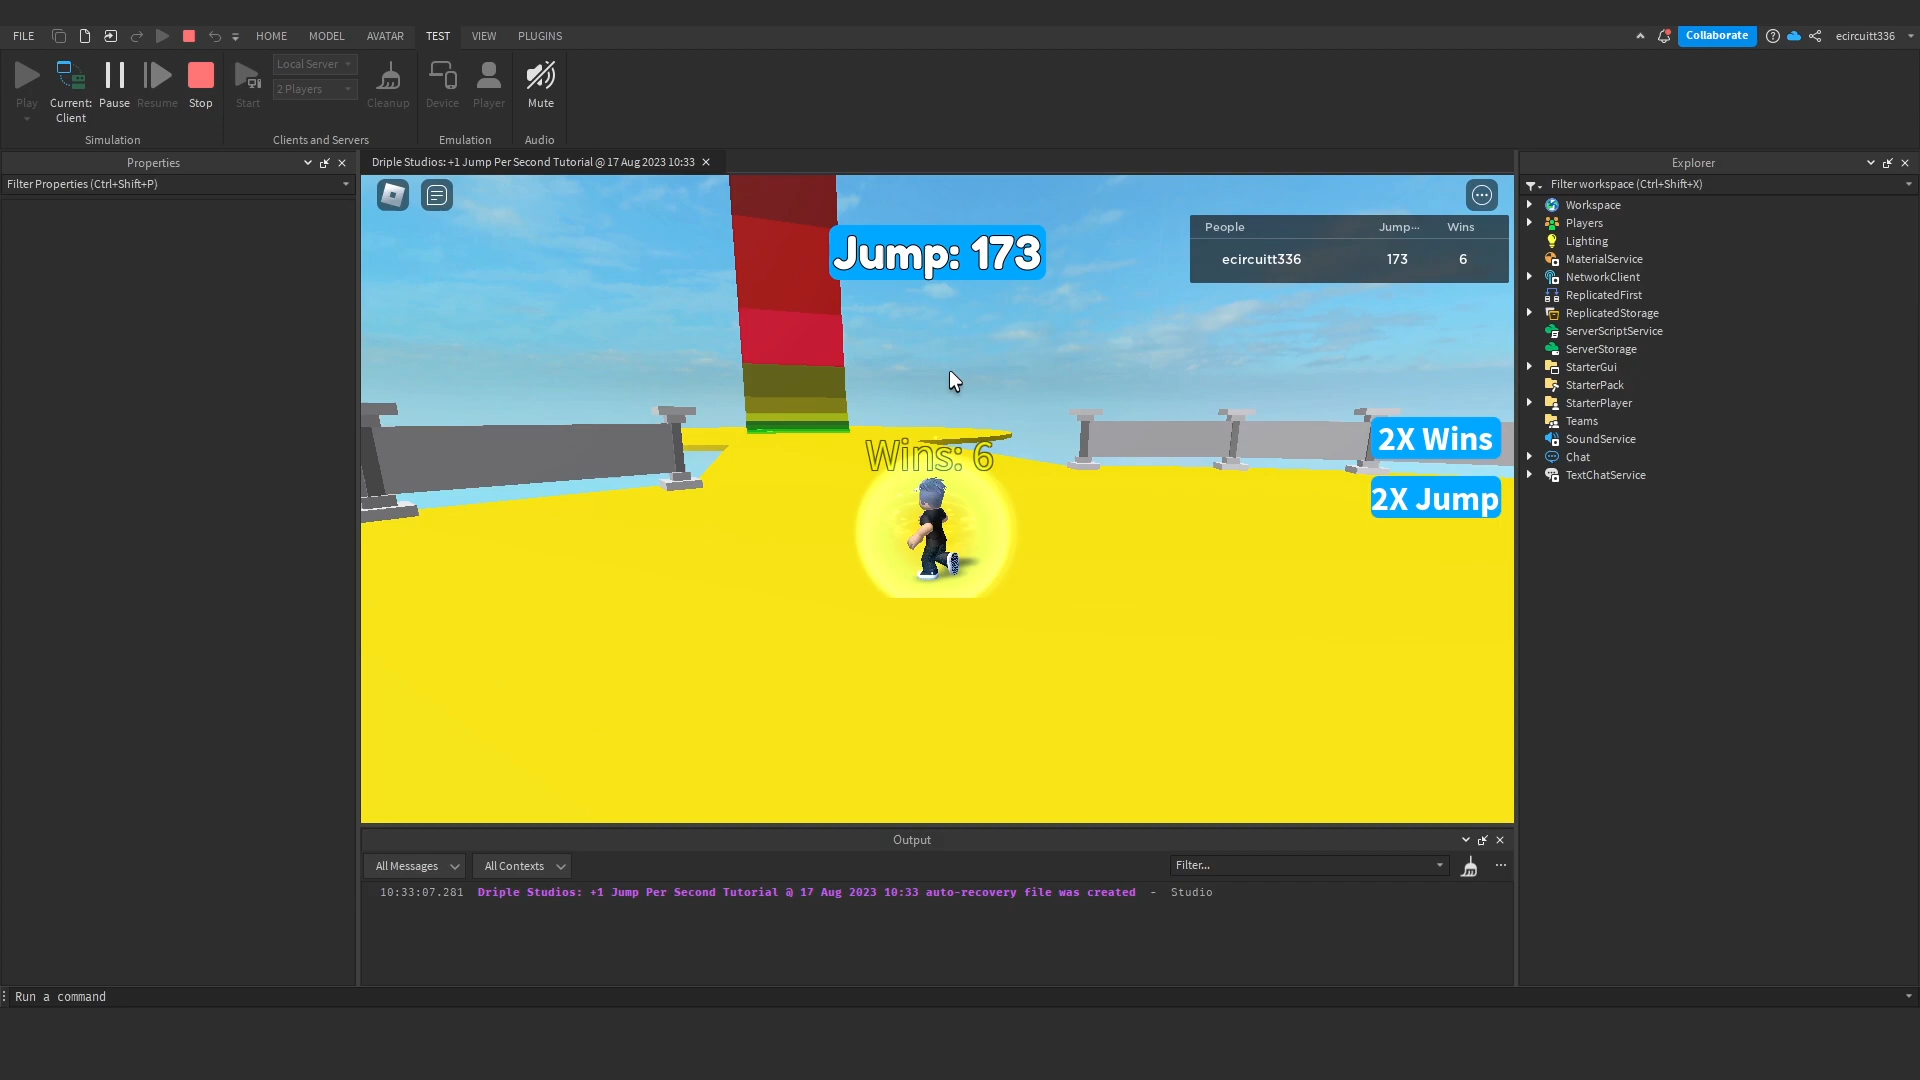 FILE HOME MODEL AVATAR TEST VIEW PLUGINS Collaborate ecircuitt336
Play Current: Client Pause Resume Stop Start Local Server 2 Players Cleanup Device Player Mute
Simulation Clients and Servers Emulation Audio
Properties
Filter Properties (Ctrl+Shift+P)
Driple Studios: +1 Jump Per Second Tutorial @ 17 Aug 2023 10:33
Jump: 173
People Jump··· Wins
ecircuitt336 173 6
Wins: 6
2X Wins
2X Jump
Explorer
Filter workspace (Ctrl+Shift+X)
Workspace
Players
Lighting
MaterialService
NetworkClient
ReplicatedFirst
ReplicatedStorage
ServerScriptService
ServerStorage
StarterGui
StarterPack
StarterPlayer
Teams
SoundService
Chat
TextChatService
Output
All Messages All Contexts Filter...
10:33:07.281 Driple Studios: +1 Jump Per Second Tutorial @ 17 Aug 2023 10:33 auto-recovery file was created - Studio
Run a command